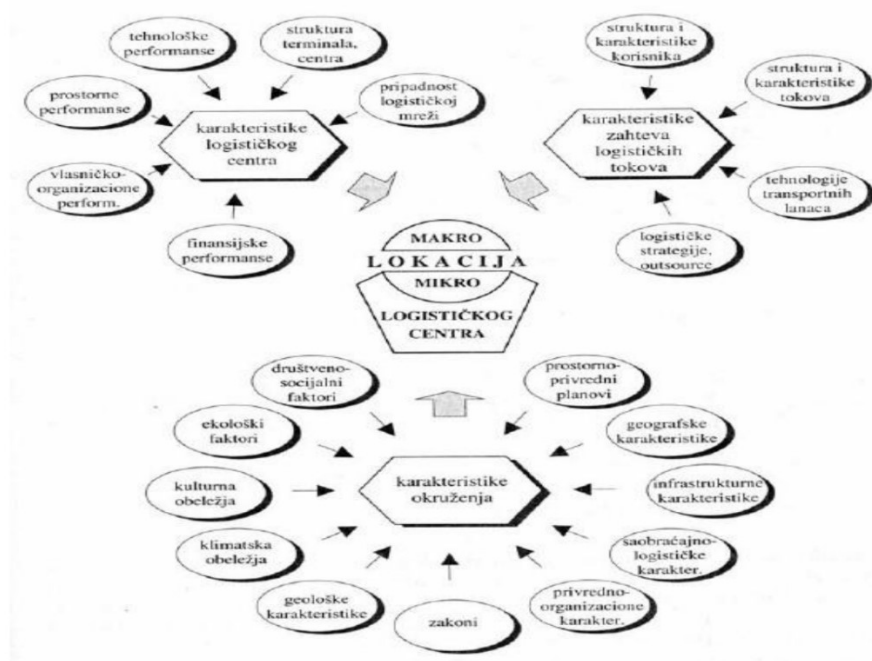 tehnološke
performanse
struktura
terminala,
centra
prostorne
performanse
pripadnost
logističkoj
mreži
karakteristike
logističkog
centra
vlasničko-
organizacione
perform.
finansijske
performanse
struktura i
karakteristike
korisnika
struktura i
karakteristike
tokova
karakteristike
zahteva
logističkih
tokova
tehnologije
transportnih
lanaca
logističke
strategije,
outsource
MAKRO
LOKACIJA
MIKRO
LOGISTIČKOG
CENTRA
društveno-
socijalni
faktori
prostorno-
privredni
planovi
ekološki
faktori
geografske
karakteristike
kulturna
obeležja
karakteristike
okruženja
infrastrukturne
karakteristike
klimatska
obeležja
saobraćajno-
logističke
karakter.
geološke
karakteristike
zakoni
privredno-
organizacione
karakter.